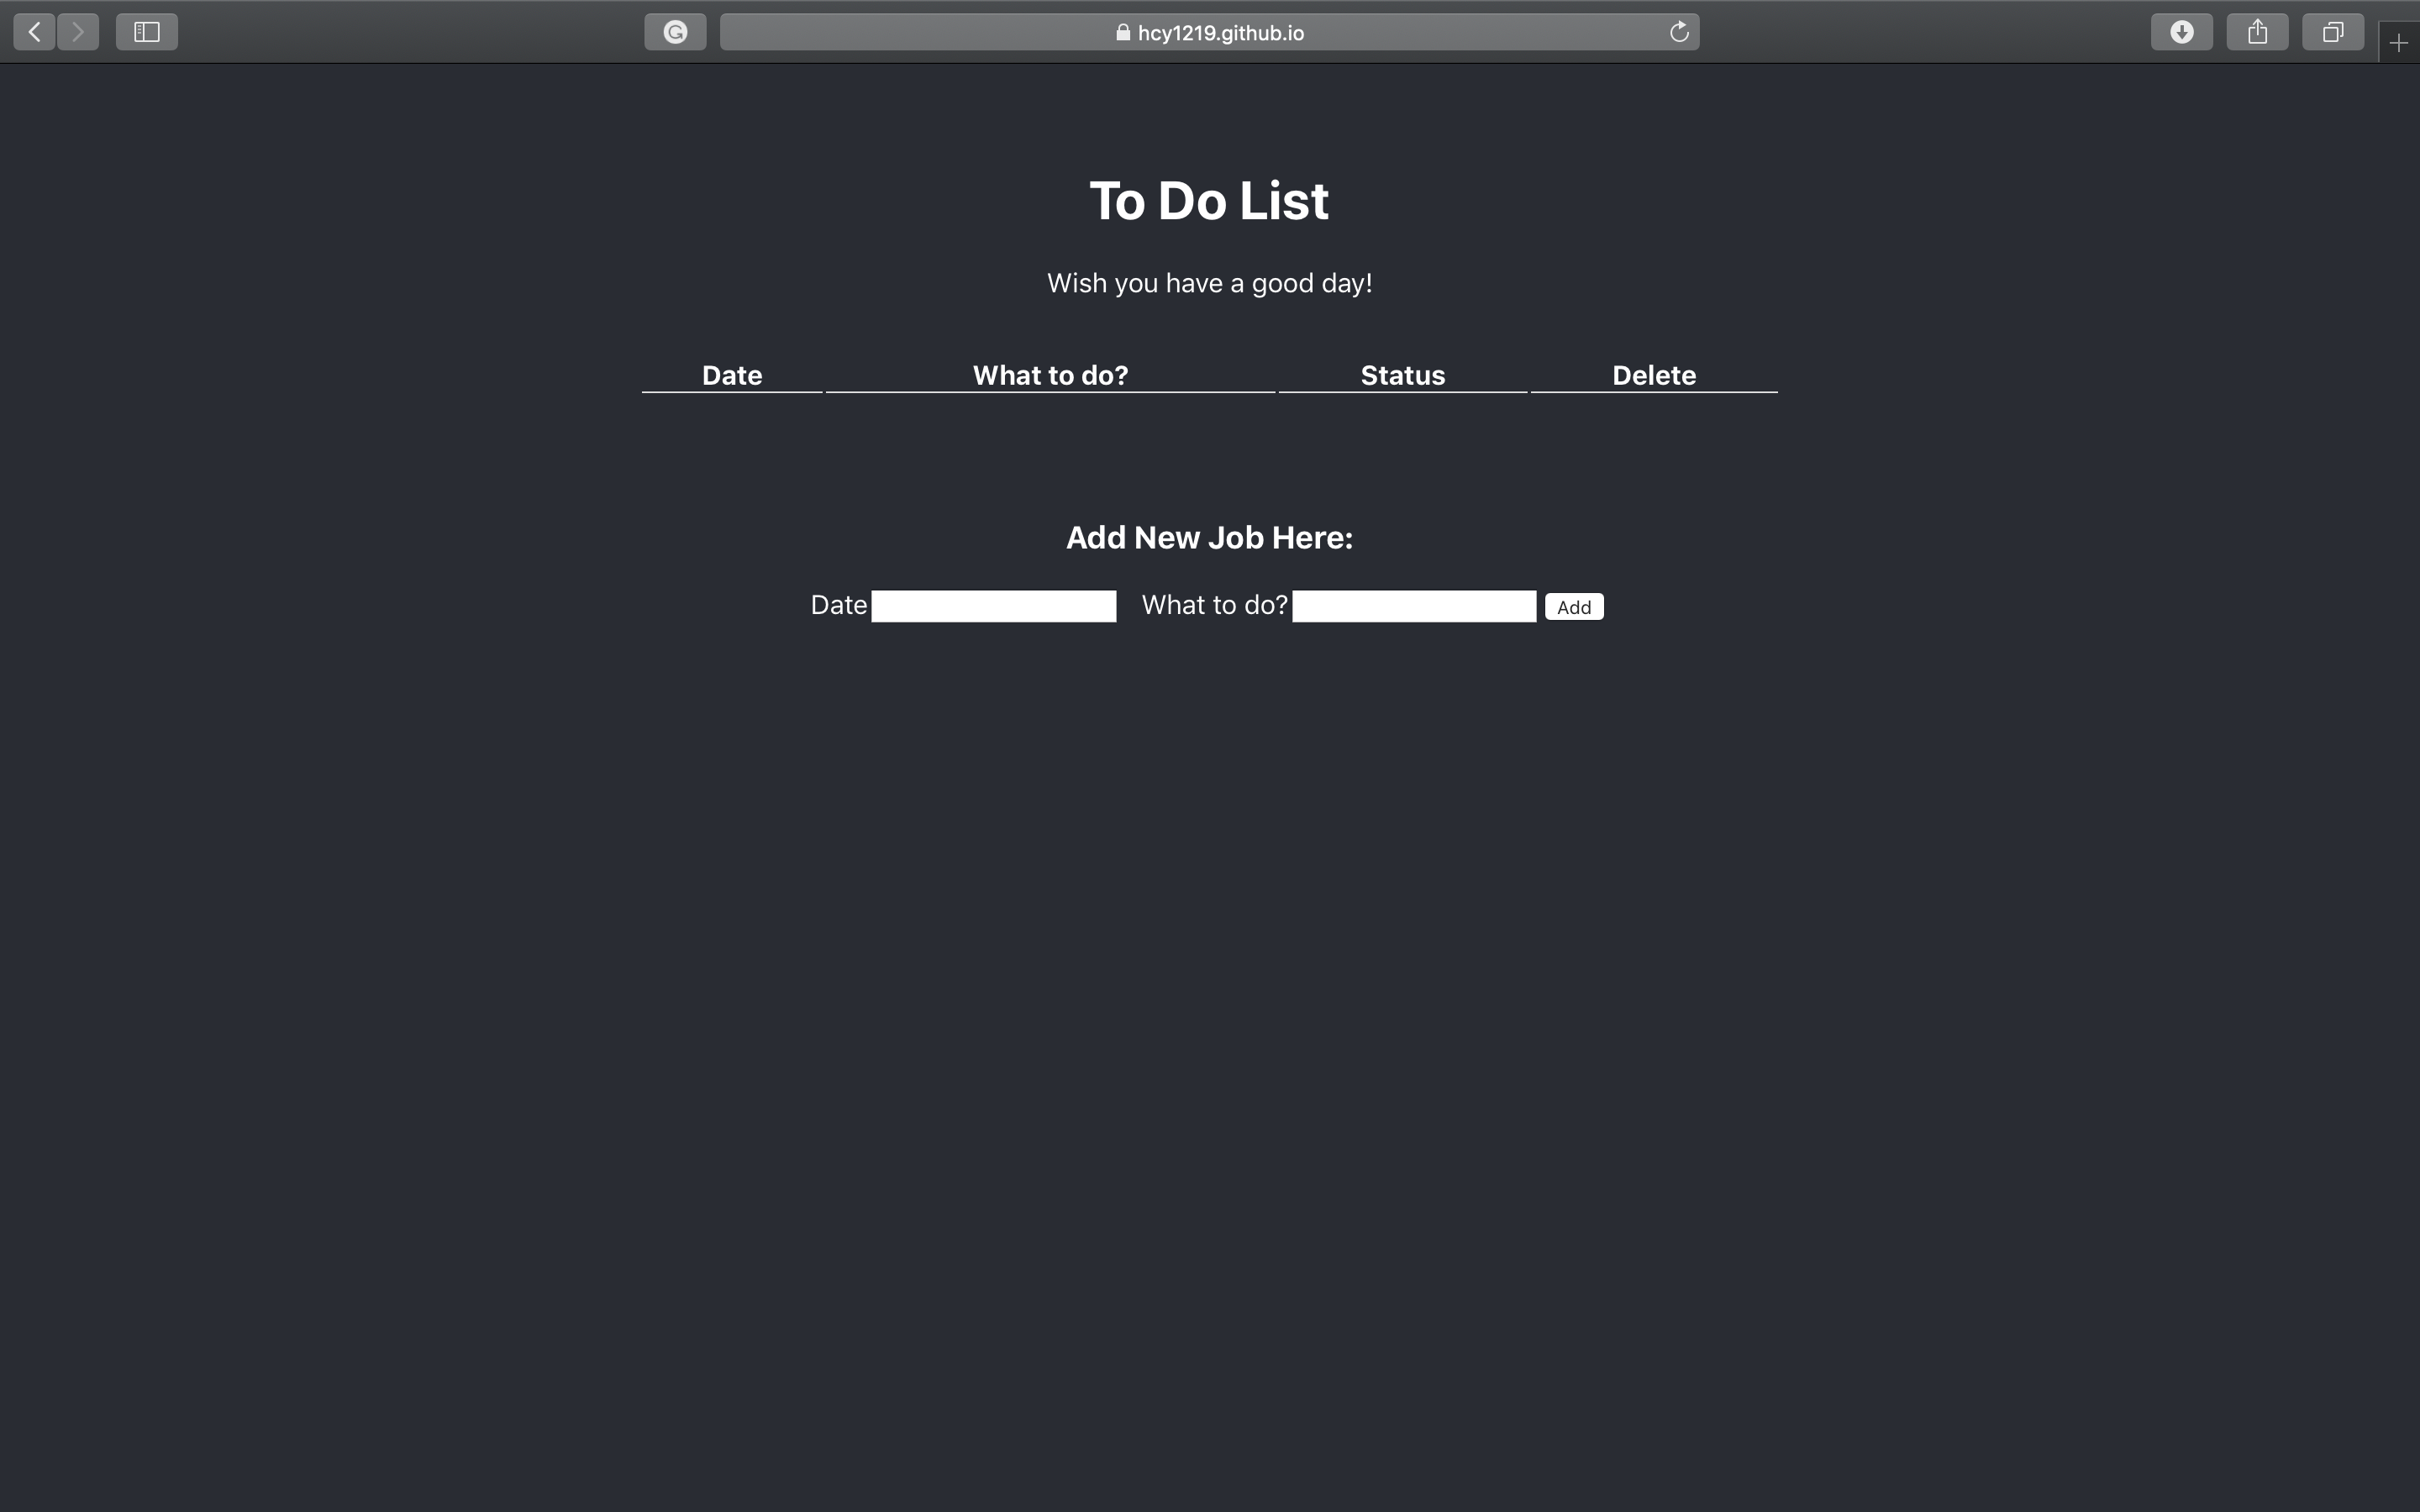 hcy1219.github.io
To Do List
Wish you have a good day!
Date What to do? Status Delete
Add New Job Here:
Date What to do? Add